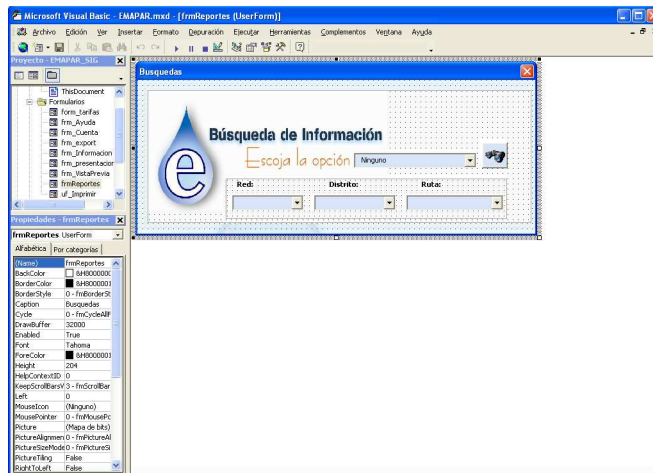 Microsoft Visual Basic - EMAPAR.mxd - [frmReportes (UserForm)]
Archivo Edición Ver Insertar Formato Depuración Ejecutar Herramientas Complementos Ventana Ayuda
Proyecto - EMAPAR_SIG
ThisDocument
Formularios
form_tarifas
frm_Ayuda
frm_Cuenta
frm_export
frm_Informacion
frm_presentacion
frm_VistaPrevia
frmReportes
uf_Imprimir
Propiedades - frmReportes
frmReportes UserForm
Alfabética Por categorías
(Name) frmReportes
BackColor &H8000000
BorderColor &H8000001
BorderStyle 0 - fmBorderSt
Caption Busquedas
Cycle 0 - fmCycleAllF
DrawBuffer 32000
Enabled True
Font Tahoma
ForeColor &H8000001
Height 204
HelpContextID 0
KeepScrollBarsV 3 - fmScrollBar
Left 0
MouseIcon (Ninguno)
MousePointer 0 - fmMousePo
Picture (Mapa de bits)
PictureAlignmen 0 - fmPictureAl
PictureSizeMode 0 - fmPictureSi
PictureTiling False
RightToLeft False
Busquedas
e
Búsqueda de Información
Escoja la opción Ninguno
Red: Distrito: Ruta: